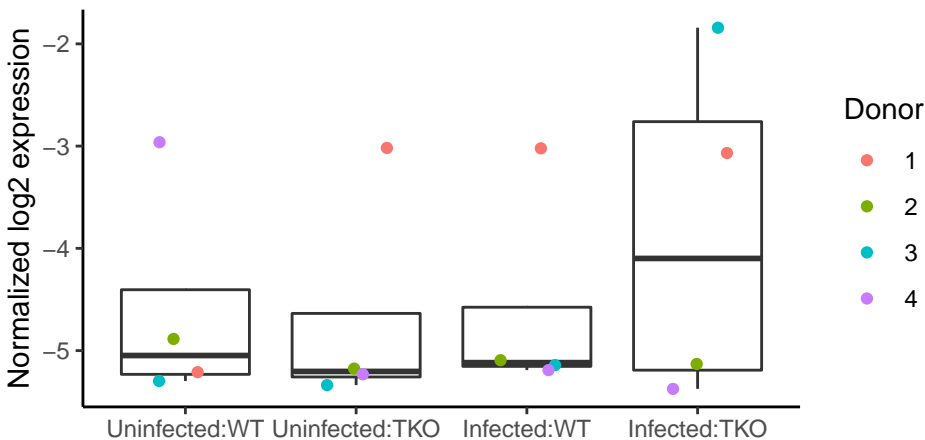 Normalized log2 expression
−2
−3
−4
−5
Uninfected:WT Uninfected:TKO Infected:WT Infected:TKO
Donor
1
2
3
4